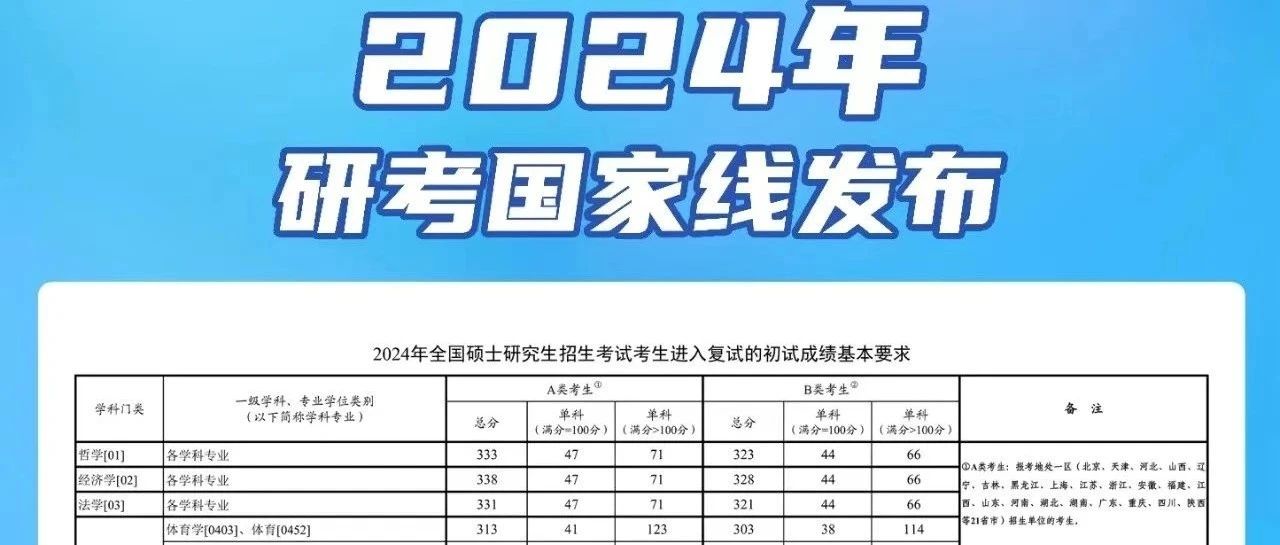 2024年
研考国家线发布
2024年全国硕士研究生招生考试考生进入复试的初试成绩基本要求
学科门类 一级学科、专业学位类别（以下简称学科专业） A类考生① B类考生② 备 注
总分 单科（满分=100分） 单科（满分>100分） 总分 单科（满分=100分） 单科（满分>100分）
哲学[01] 各学科专业 333 47 71 323 44 66
经济学[02] 各学科专业 338 47 71 328 44 66
法学[03] 各学科专业 331 47 71 321 44 66
体育学[0403]、体育[0452] 313 41 123 303 38 114
①A类考生：报考地处一区（北京、天津、河北、山西、辽
宁、吉林、黑龙江、上海、江苏、浙江、安徽、福建、江
西、山东、河南、湖北、湖南、广东、重庆、四川、陕西
等21省市）招生单位的考生。